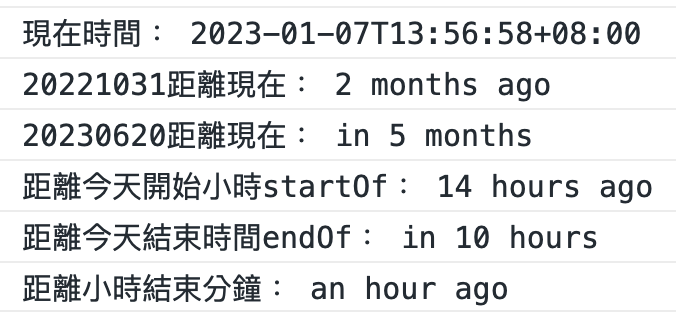 現在時間： 2023-01-07T13:56:58+08:00
20221031距離現在： 2 months ago
20230620距離現在： in 5 months
距離今天開始小時startOf： 14 hours ago
距離今天結束時間endOf： in 10 hours
距離小時結束分鐘： an hour ago